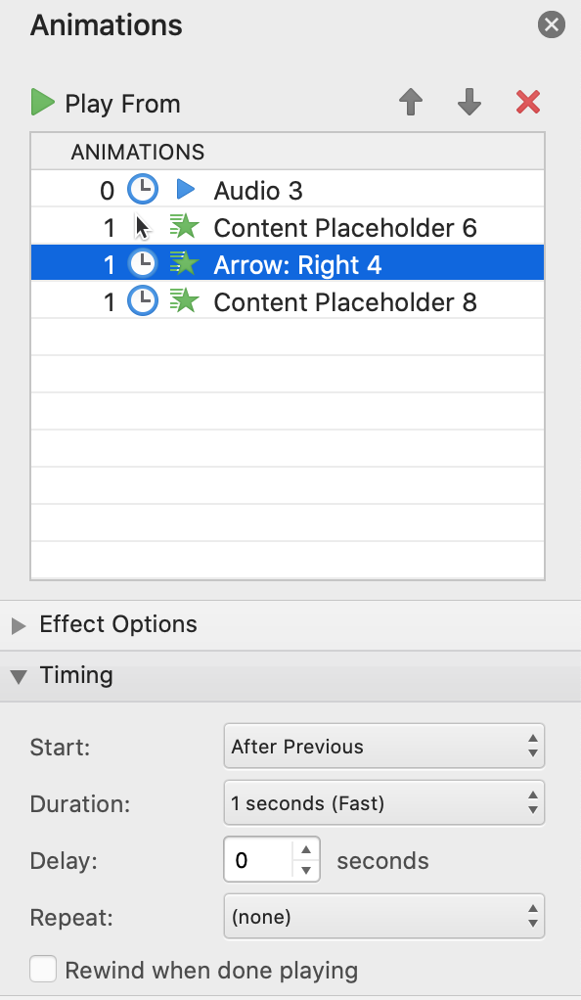 Animations
Play From
ANIMATIONS
0 Audio 3
1 Content Placeholder 6
1 Arrow: Right 4
1 Content Placeholder 8
Effect Options
Timing
Start: After Previous
Duration: 1 seconds (Fast)
Delay: 0 seconds
Repeat: (none)
Rewind when done playing